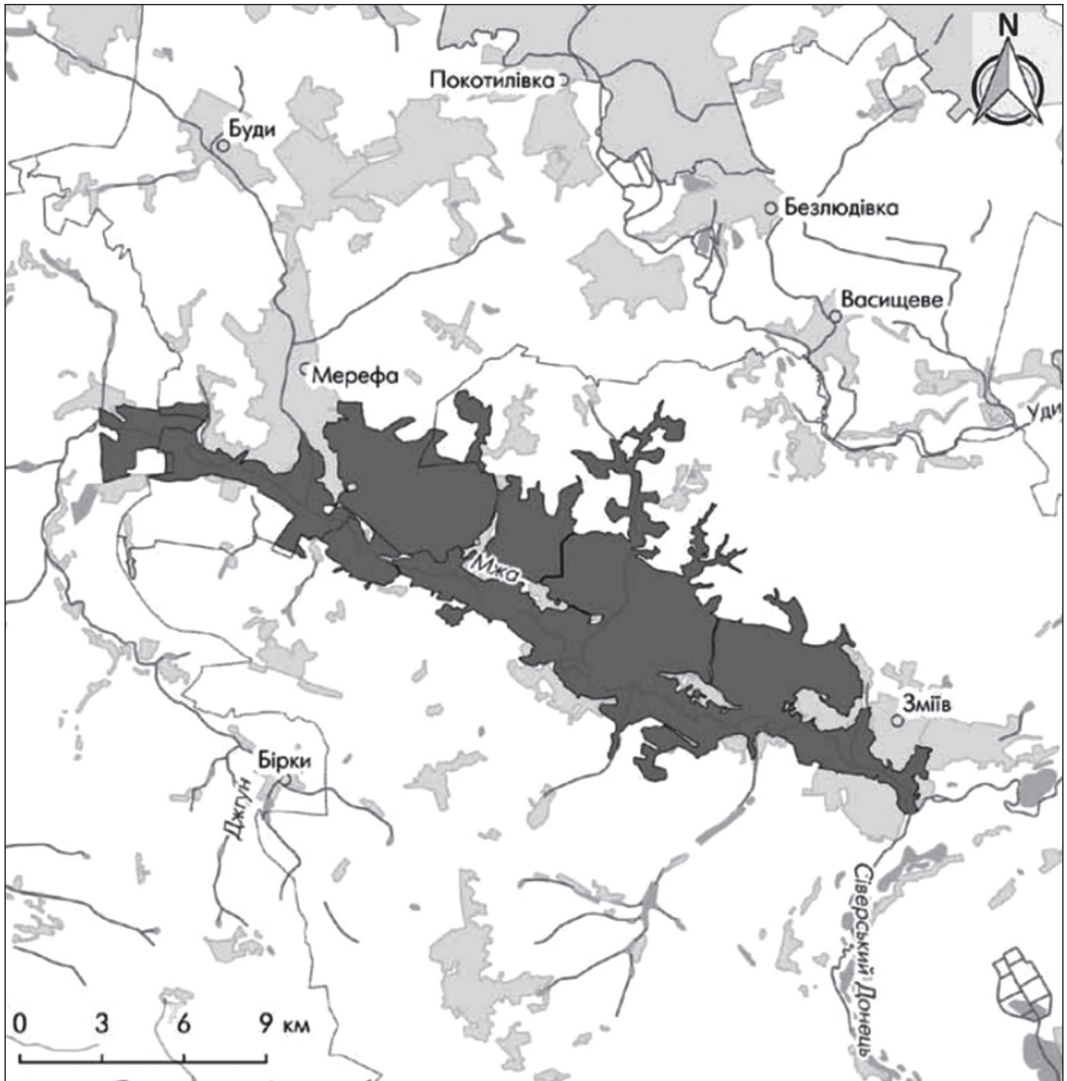 N
Покотилівка
Буди
Безлюдівка
Васищеве
Мерефа
Уди
Мжа
Зміїв
Бірки
Джгун
Сіверський Донець
0 3 6 9 км